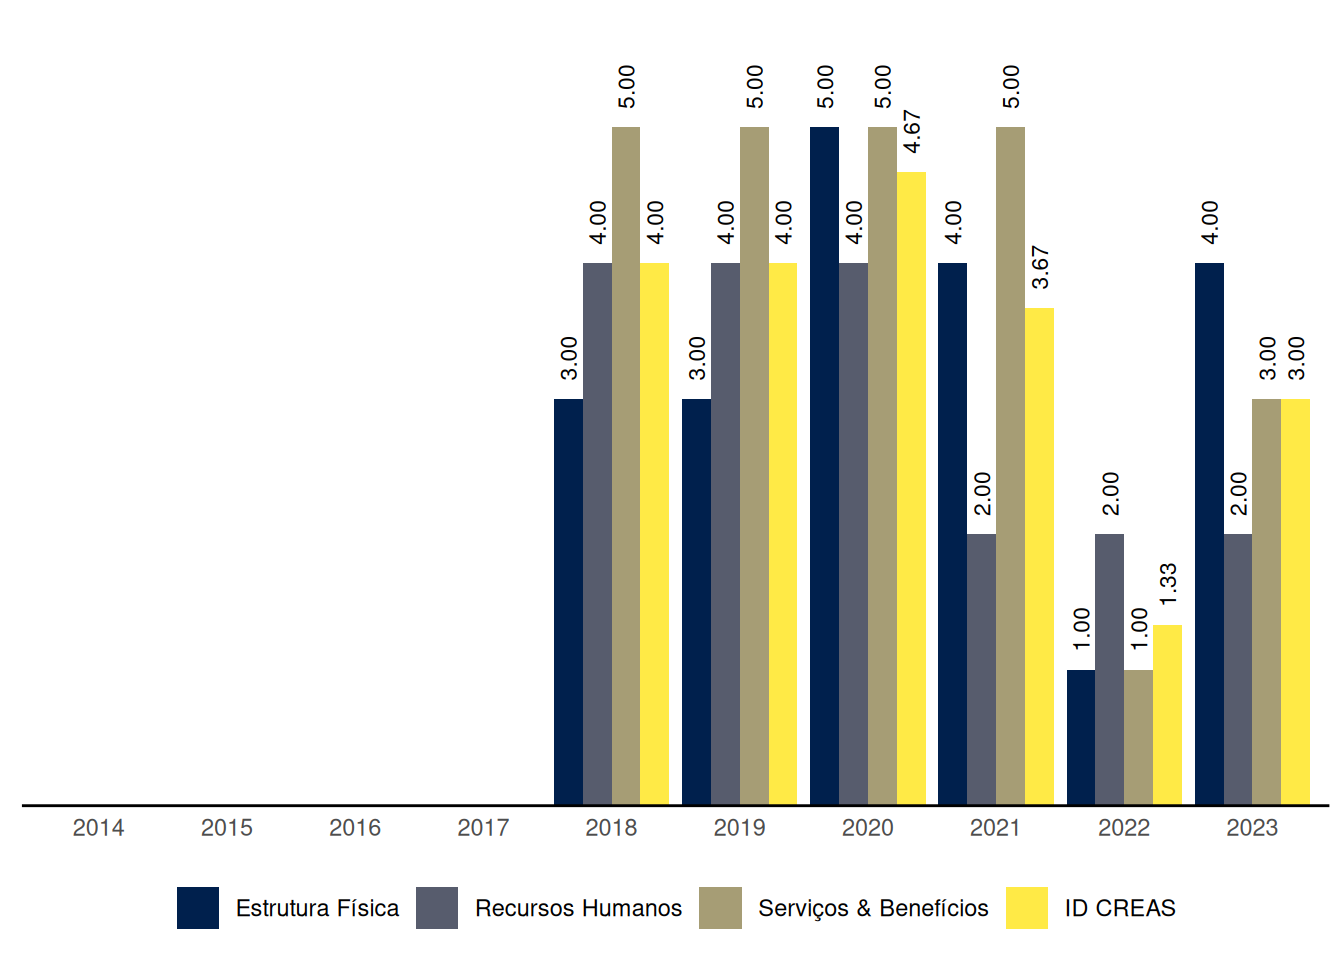 3.00 4.00 5.00 4.00 3.00 4.00 5.00 4.00 5.00 4.00 5.00 4.67 4.00 2.00 5.00 3.67 1.00 2.00 1.00 1.33 4.00 2.00 3.00 3.00
2014 2015 2016 2017 2018 2019 2020 2021 2022 2023
Estrutura Física Recursos Humanos Serviços & Benefícios ID CREAS